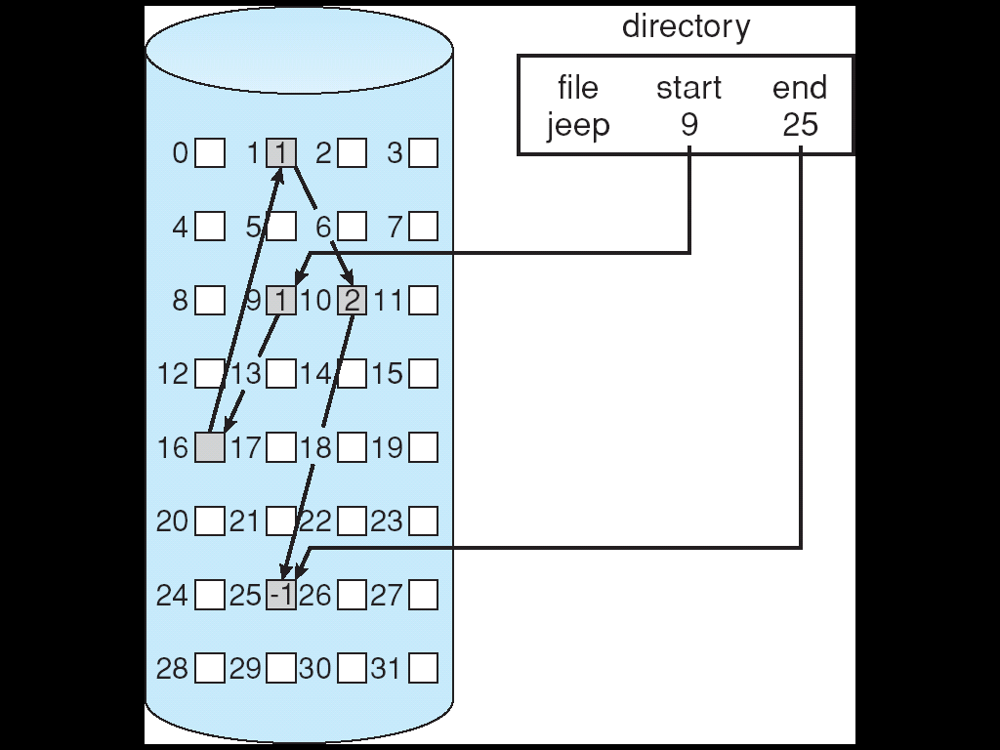 directory
file start end
jeep 9 25
0 1 1 2 3
4 5 6 7
8 9 1 10 2 11
12 13 14 15
16 17 18 19
20 21 22 23
24 25 -1 26 27
28 29 30 31